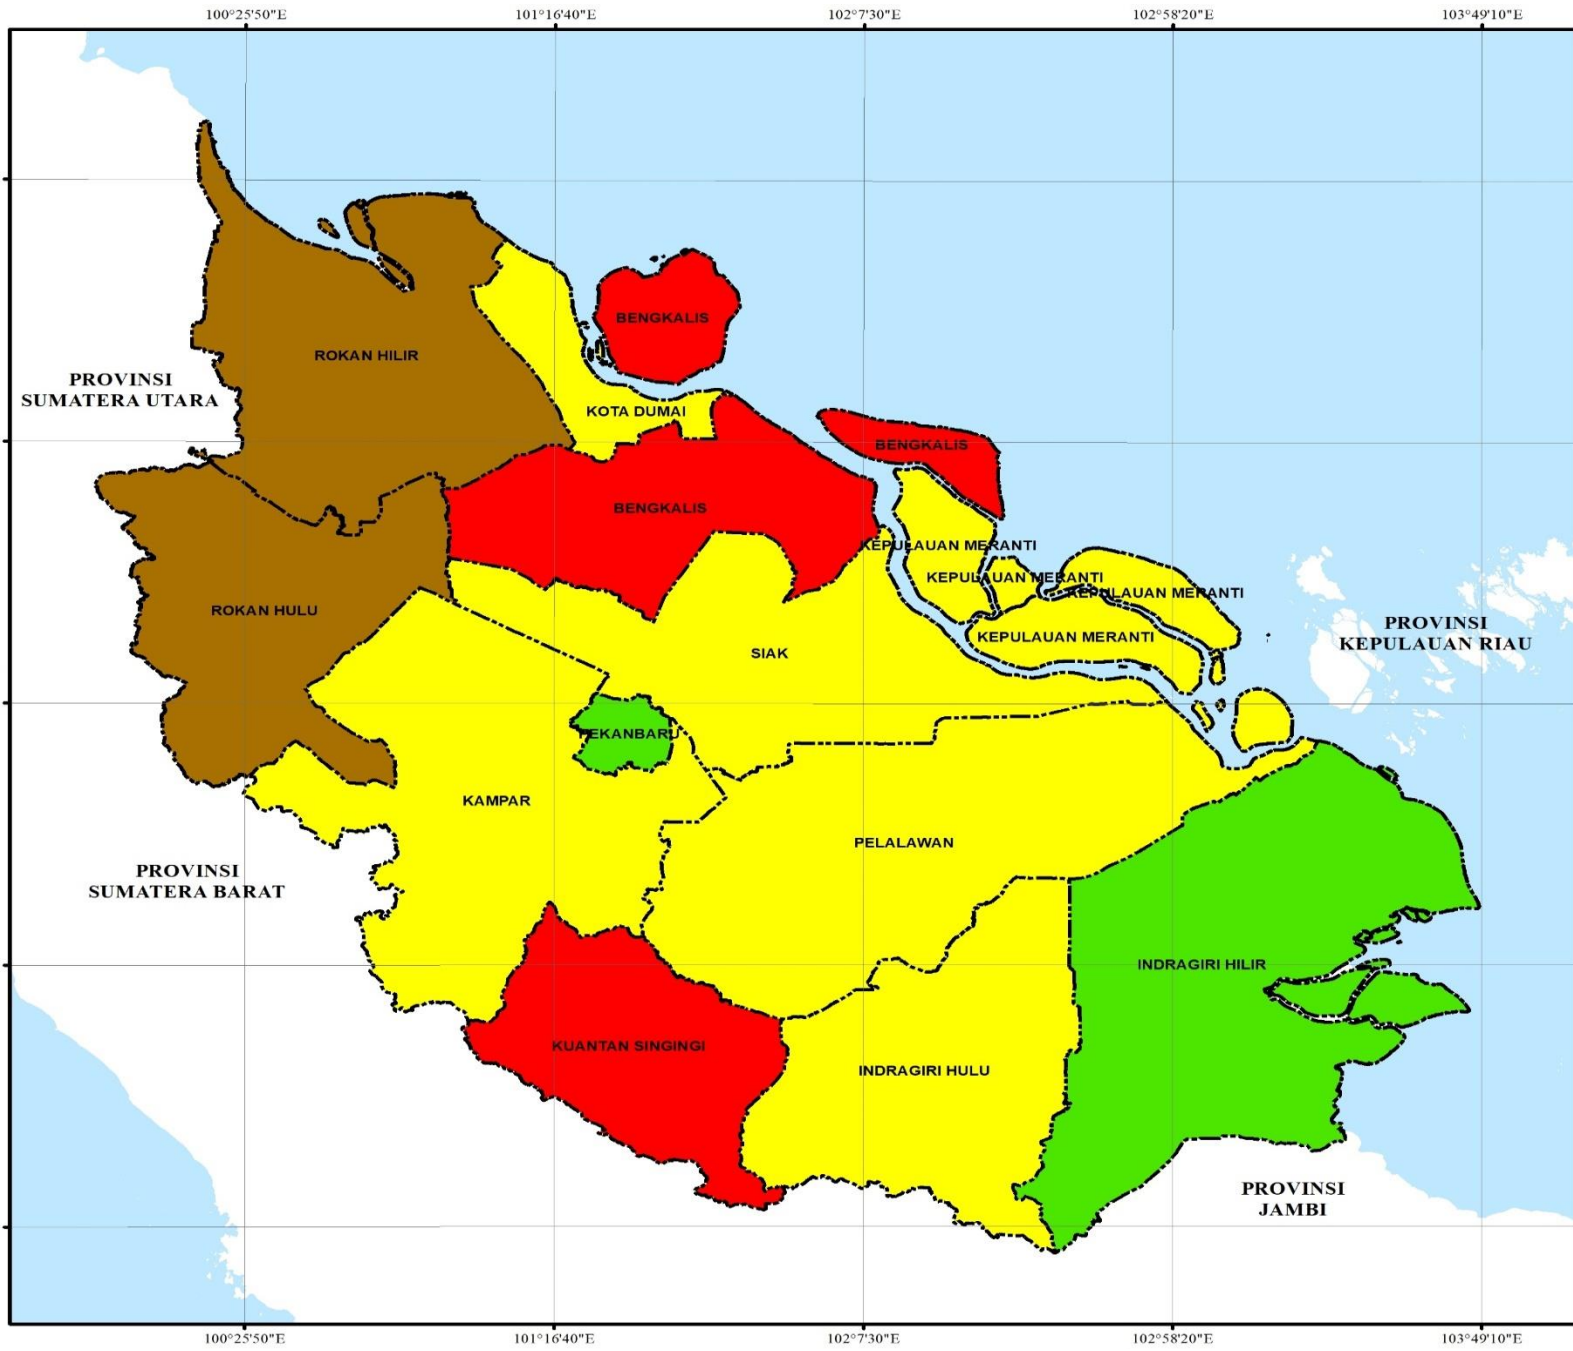 100°25'50"E
101°16'40"E
102°7'30"E
102°58'20"E
103°49'10"E
BENGKALIS
ROKAN HILIR
PROVINSI
SUMATERA UTARA
KOTA DUMAI
BENGKALIS
BENGKALIS
KEPULAUAN MERANTI
KEPULAUAN MERANTI
KEPULAUAN MERANTI
ROKAN HULU
PROVINSI
KEPULAUAN RIAU
KEPULAUAN MERANTI
SIAK
PEKANBARU
KAMPAR
PELALAWAN
PROVINSI
SUMATERA BARAT
INDRAGIRI HILIR
KUANTAN SINGINGI
INDRAGIRI HULU
PROVINSI
JAMBI
100°25'50"E
101°16'40"E
102°7'30"E
102°58'20"E
103°49'10"E